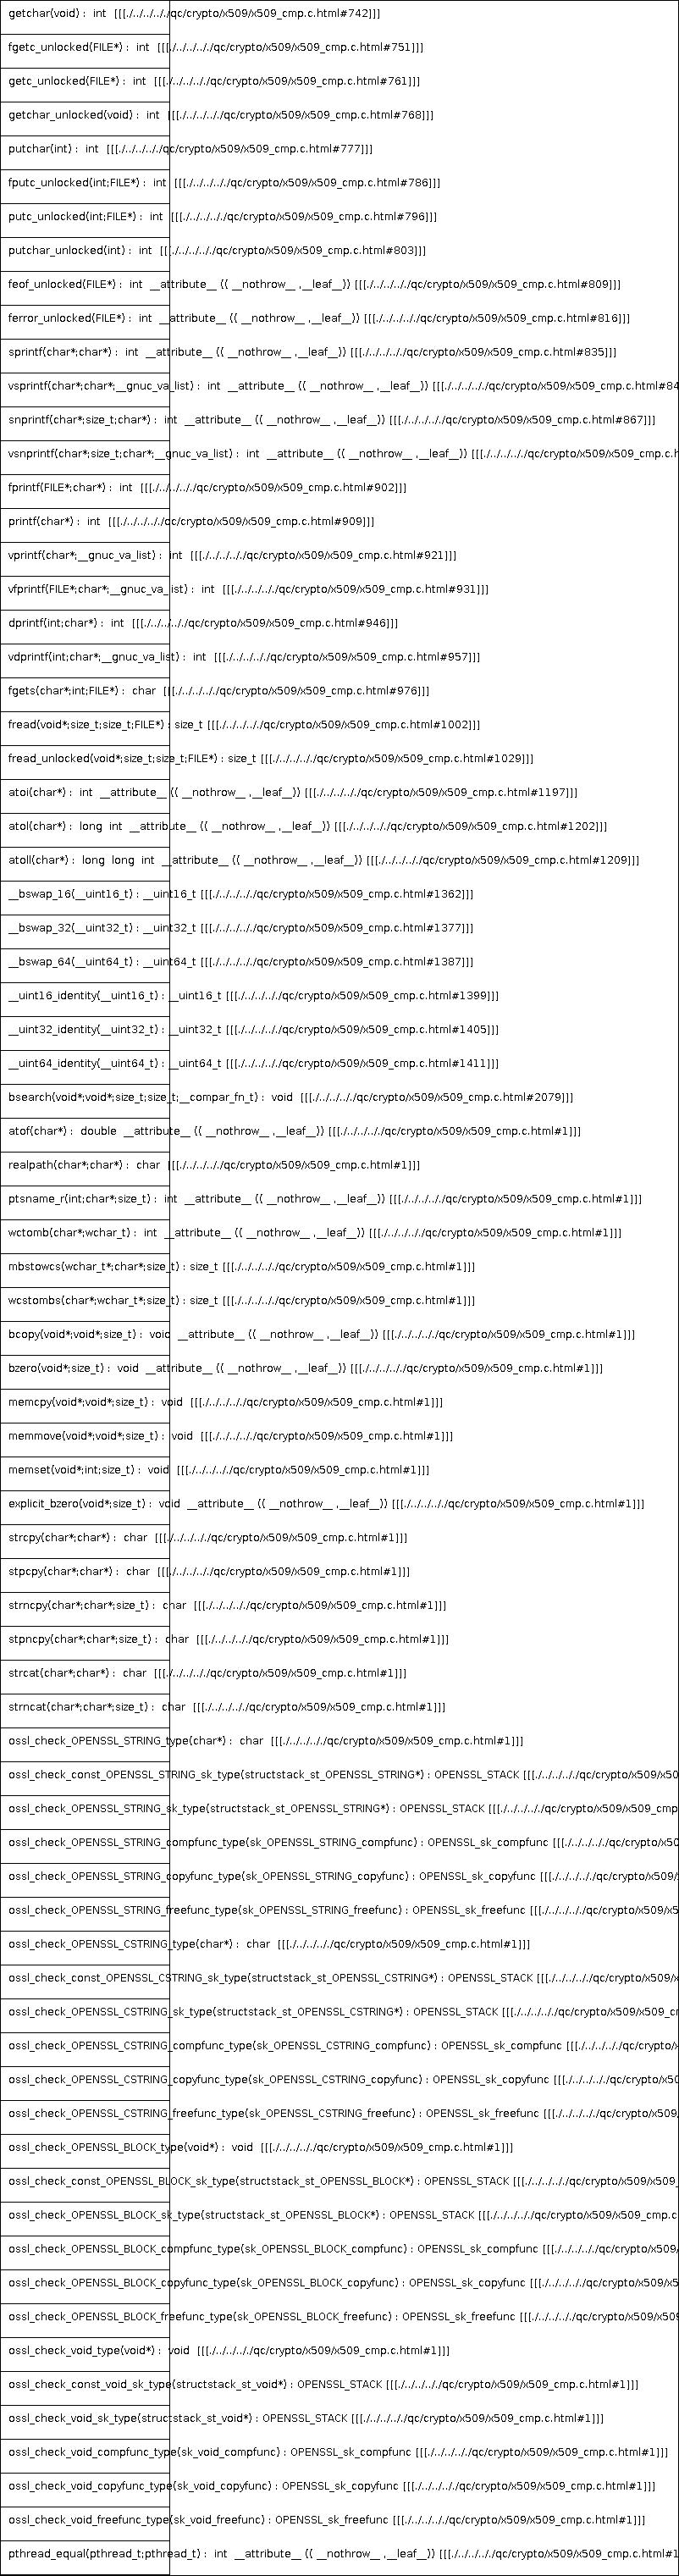 getchar(void) : int [[[./../../././qc/crypto/x509/x509_cmp.c.html#742]]]
fgetc_unlocked(FILE*) : int [[[./../../././qc/crypto/x509/x509_cmp.c.html#751]]]
getc_unlocked(FILE*) : int [[[./../../././qc/crypto/x509/x509_cmp.c.html#761]]]
getchar_unlocked(void) : int [[[./../../././qc/crypto/x509/x509_cmp.c.html#768]]]
putchar(int) : int [[[./../../././qc/crypto/x509/x509_cmp.c.html#777]]]
fputc_unlocked(int;FILE*) : int [[[./../../././qc/crypto/x509/x509_cmp.c.html#786]]]
putc_unlocked(int;FILE*) : int [[[./../../././qc/crypto/x509/x509_cmp.c.html#796]]]
putchar_unlocked(int) : int [[[./../../././qc/crypto/x509/x509_cmp.c.html#803]]]
feof_unlocked(FILE*) : int __attribute__ (( __nothrow__ ,__leaf__)) [[[./../../././qc/crypto/x509/x509_cmp.c.html#809]]]
ferror_unlocked(FILE*) : int __attribute__ (( __nothrow__ ,__leaf__)) [[[./../../././qc/crypto/x509/x509_cmp.c.html#816]]]
sprintf(char*;char*) : int __attribute__ (( __nothrow__ ,__leaf__)) [[[./../../././qc/crypto/x509/x509_cmp.c.html#835]]]
vsprintf(char*;char*;__gnuc_va_list) : int __attribute__ (( __nothrow__ ,__leaf__)) [[[./../../././qc/crypto/x509/x509_cmp.c.html#84
snprintf(char*;size_t;char*) : int __attribute__ (( __nothrow__ ,__leaf__)) [[[./../../././qc/crypto/x509/x509_cmp.c.html#867]]]
vsnprintf(char*;size_t;char*;__gnuc_va_list) : int __attribute__ (( __nothrow__ ,__leaf__)) [[[./../../././qc/crypto/x509/x509_cmp.c.h
fprintf(FILE*;char*) : int [[[./../../././qc/crypto/x509/x509_cmp.c.html#902]]]
printf(char*) : int [[[./../../././qc/crypto/x509/x509_cmp.c.html#909]]]
vprintf(char*;__gnuc_va_list) : int [[[./../../././qc/crypto/x509/x509_cmp.c.html#921]]]
vfprintf(FILE*;char*;__gnuc_va_list) : int [[[./../../././qc/crypto/x509/x509_cmp.c.html#931]]]
dprintf(int;char*) : int [[[./../../././qc/crypto/x509/x509_cmp.c.html#946]]]
vdprintf(int;char*;__gnuc_va_list) : int [[[./../../././qc/crypto/x509/x509_cmp.c.html#957]]]
fgets(char*;int;FILE*) : char [[[./../../././qc/crypto/x509/x509_cmp.c.html#976]]]
fread(void*;size_t;size_t;FILE*) : size_t [[[./../../././qc/crypto/x509/x509_cmp.c.html#1002]]]
fread_unlocked(void*;size_t;size_t;FILE*) : size_t [[[./../../././qc/crypto/x509/x509_cmp.c.html#1029]]]
atoi(char*) : int __attribute__ (( __nothrow__ ,__leaf__)) [[[./../../././qc/crypto/x509/x509_cmp.c.html#1197]]]
atol(char*) : long int __attribute__ (( __nothrow__ ,__leaf__)) [[[./../../././qc/crypto/x509/x509_cmp.c.html#1202]]]
atoll(char*) : long long int __attribute__ (( __nothrow__ ,__leaf__)) [[[./../../././qc/crypto/x509/x509_cmp.c.html#1209]]]
__bswap_16(__uint16_t) : __uint16_t [[[./../../././qc/crypto/x509/x509_cmp.c.html#1362]]]
__bswap_32(__uint32_t) : __uint32_t [[[./../../././qc/crypto/x509/x509_cmp.c.html#1377]]]
__bswap_64(__uint64_t) : __uint64_t [[[./../../././qc/crypto/x509/x509_cmp.c.html#1387]]]
__uint16_identity(__uint16_t) : __uint16_t [[[./../../././qc/crypto/x509/x509_cmp.c.html#1399]]]
__uint32_identity(__uint32_t) : __uint32_t [[[./../../././qc/crypto/x509/x509_cmp.c.html#1405]]]
__uint64_identity(__uint64_t) : __uint64_t [[[./../../././qc/crypto/x509/x509_cmp.c.html#1411]]]
bsearch(void*;void*;size_t;size_t;__compar_fn_t) : void [[[./../../././qc/crypto/x509/x509_cmp.c.html#2079]]]
atof(char*) : double __attribute__ (( __nothrow__ ,__leaf__)) [[[./../../././qc/crypto/x509/x509_cmp.c.html#1]]]
realpath(char*;char*) : char [[[./../../././qc/crypto/x509/x509_cmp.c.html#1]]]
ptsname_r(int;char*;size_t) : int __attribute__ (( __nothrow__ ,__leaf__)) [[[./../../././qc/crypto/x509/x509_cmp.c.html#1]]]
wctomb(char*;wchar_t) : int __attribute__ (( __nothrow__ ,__leaf__)) [[[./../../././qc/crypto/x509/x509_cmp.c.html#1]]]
mbstowcs(wchar_t*;char*;size_t) : size_t [[[./../../././qc/crypto/x509/x509_cmp.c.html#1]]]
wcstombs(char*;wchar_t*;size_t) : size_t [[[./../../././qc/crypto/x509/x509_cmp.c.html#1]]]
bcopy(void*;void*;size_t) : void __attribute__ (( __nothrow__ ,__leaf__)) [[[./../../././qc/crypto/x509/x509_cmp.c.html#1]]]
bzero(void*;size_t) : void __attribute__ (( __nothrow__ ,__leaf__)) [[[./../../././qc/crypto/x509/x509_cmp.c.html#1]]]
memcpy(void*;void*;size_t) : void [[[./../../././qc/crypto/x509/x509_cmp.c.html#1]]]
memmove(void*;void*;size_t) : void [[[./../../././qc/crypto/x509/x509_cmp.c.html#1]]]
memset(void*;int;size_t) : void [[[./../../././qc/crypto/x509/x509_cmp.c.html#1]]]
explicit_bzero(void*;size_t) : void __attribute__ (( __nothrow__ ,__leaf__)) [[[./../../././qc/crypto/x509/x509_cmp.c.html#1]]]
strcpy(char*;char*) : char [[[./../../././qc/crypto/x509/x509_cmp.c.html#1]]]
stpcpy(char*;char*) : char [[[./../../././qc/crypto/x509/x509_cmp.c.html#1]]]
strncpy(char*;char*;size_t) : char [[[./../../././qc/crypto/x509/x509_cmp.c.html#1]]]
stpncpy(char*;char*;size_t) : char [[[./../../././qc/crypto/x509/x509_cmp.c.html#1]]]
strcat(char*;char*) : char [[[./../../././qc/crypto/x509/x509_cmp.c.html#1]]]
strncat(char*;char*;size_t) : char [[[./../../././qc/crypto/x509/x509_cmp.c.html#1]]]
ossl_check_OPENSSL_STRING_type(char*) : char [[[./../../././qc/crypto/x509/x509_cmp.c.html#1]]]
ossl_check_const_OPENSSL_STRING_sk_type(structstack_st_OPENSSL_STRING*) : OPENSSL_STACK [[[./../../././qc/crypto/x509/x50
ossl_check_OPENSSL_STRING_sk_type(structstack_st_OPENSSL_STRING*) : OPENSSL_STACK [[[./../../././qc/crypto/x509/x509_cmp
ossl_check_OPENSSL_STRING_compfunc_type(sk_OPENSSL_STRING_compfunc) : OPENSSL_sk_compfunc [[[./../../././qc/crypto/x50
ossl_check_OPENSSL_STRING_copyfunc_type(sk_OPENSSL_STRING_copyfunc) : OPENSSL_sk_copyfunc [[[./../../././qc/crypto/x509/
ossl_check_OPENSSL_STRING_freefunc_type(sk_OPENSSL_STRING_freefunc) : OPENSSL_sk_freefunc [[[./../../././qc/crypto/x509/x5
ossl_check_OPENSSL_CSTRING_type(char*) : char [[[./../../././qc/crypto/x509/x509_cmp.c.html#1]]]
ossl_check_const_OPENSSL_CSTRING_sk_type(structstack_st_OPENSSL_CSTRING*) : OPENSSL_STACK [[[./../../././qc/crypto/x509/x
ossl_check_OPENSSL_CSTRING_sk_type(structstack_st_OPENSSL_CSTRING*) : OPENSSL_STACK [[[./../../././qc/crypto/x509/x509_cr
ossl_check_OPENSSL_CSTRING_compfunc_type(sk_OPENSSL_CSTRING_compfunc) : OPENSSL_sk_compfunc [[[./../../././qc/crypto/x
ossl_check_OPENSSL_CSTRING_copyfunc_type(sk_OPENSSL_CSTRING_copyfunc) : OPENSSL_sk_copyfunc [[[./../../././qc/crypto/x50
ossl_check_OPENSSL_CSTRING_freefunc_type(sk_OPENSSL_CSTRING_freefunc) : OPENSSL_sk_freefunc [[[./../../././qc/crypto/x509,
ossl_check_OPENSSL_BLOCK_type(void*) : void [[[./../../././qc/crypto/x509/x509_cmp.c.html#1]]]
ossl_check_const_OPENSSL_BLOCK_sk_type(structstack_st_OPENSSL_BLOCK*) : OPENSSL_STACK [[[./../../././qc/crypto/x509/x509_
ossl_check_OPENSSL_BLOCK_sk_type(structstack_st_OPENSSL_BLOCK*) : OPENSSL_STACK [[[./../../././qc/crypto/x509/x509_cmp.c
ossl_check_OPENSSL_BLOCK_compfunc_type(sk_OPENSSL_BLOCK_compfunc) : OPENSSL_sk_compfunc [[[./../../././qc/crypto/x509/
ossl_check_OPENSSL_BLOCK_copyfunc_type(sk_OPENSSL_BLOCK_copyfunc) : OPENSSL_sk_copyfunc [[[./../../././qc/crypto/x509/x5
ossl_check_OPENSSL_BLOCK_freefunc_type(sk_OPENSSL_BLOCK_freefunc) : OPENSSL_sk_freefunc [[[./../../././qc/crypto/x509/x509
ossl_check_void_type(void*) : void [[[./../../././qc/crypto/x509/x509_cmp.c.html#1]]]
ossl_check_const_void_sk_type(structstack_st_void*) : OPENSSL_STACK [[[./../../././qc/crypto/x509/x509_cmp.c.html#1]]]
ossl_check_void_sk_type(structstack_st_void*) : OPENSSL_STACK [[[./../../././qc/crypto/x509/x509_cmp.c.html#1]]]
ossl_check_void_compfunc_type(sk_void_compfunc) : OPENSSL_sk_compfunc [[[./../../././qc/crypto/x509/x509_cmp.c.html#1]]]
ossl_check_void_copyfunc_type(sk_void_copyfunc) : OPENSSL_sk_copyfunc [[[./../../././qc/crypto/x509/x509_cmp.c.html#1]]]
ossl_check_void_freefunc_type(sk_void_freefunc) : OPENSSL_sk_freefunc [[[./../../././qc/crypto/x509/x509_cmp.c.html#1]]]
pthread_equal(pthread_t;pthread_t) : int __attribute__ (( __nothrow__ ,__leaf__)) [[[./../../././qc/crypto/x509/x509_cmp.c.html#1